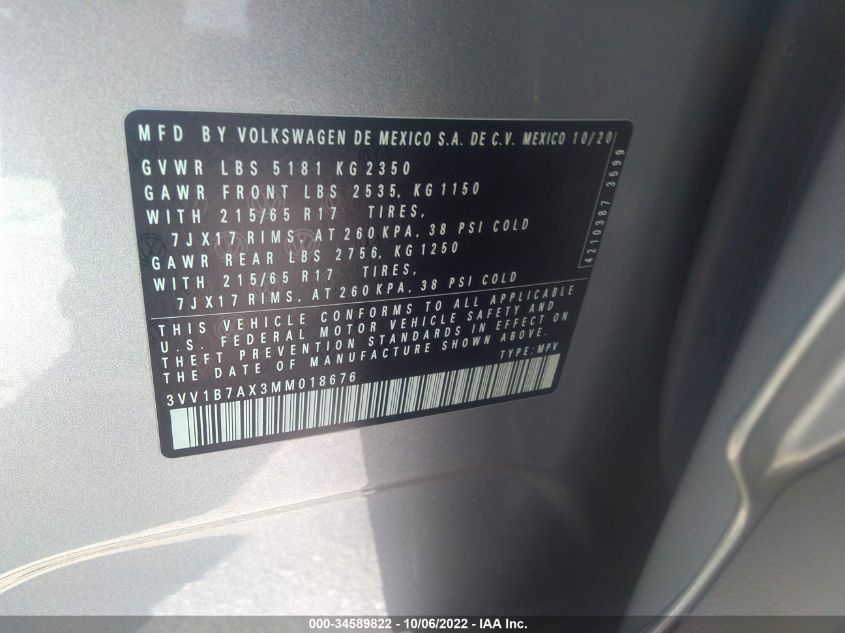 MFD BY VOLKSWAGEN DE MEXICO S.A. DE C.V. MEXICO 10/20
GVWR LBS 5181 KG 2350
GAWR FRONT LBS 2535, KG 1150
WITH 215/65 R17 TIRES,
7JX17 RIMS, AT 260 KPA, 38 PSI COLD
GAWR REAR LBS 2756, KG 1250
WITH 215/65 R17 TIRES,
7JX17 RIMS, AT 260 KPA, 38 PSI COLD
4210387 3599
THIS VEHICLE CONFORMS TO ALL APPLICABLE
U.S. FEDERAL MOTOR VEHICLE SAFETY AND
THEFT PREVENTION STANDARDS IN EFFECT ON
THE DATE OF MANUFACTURE SHOWN ABOVE.
TYPE: MPV
3VV1B7AX3MM018676
000-34589822 - 10/06/2022 - IAA Inc.